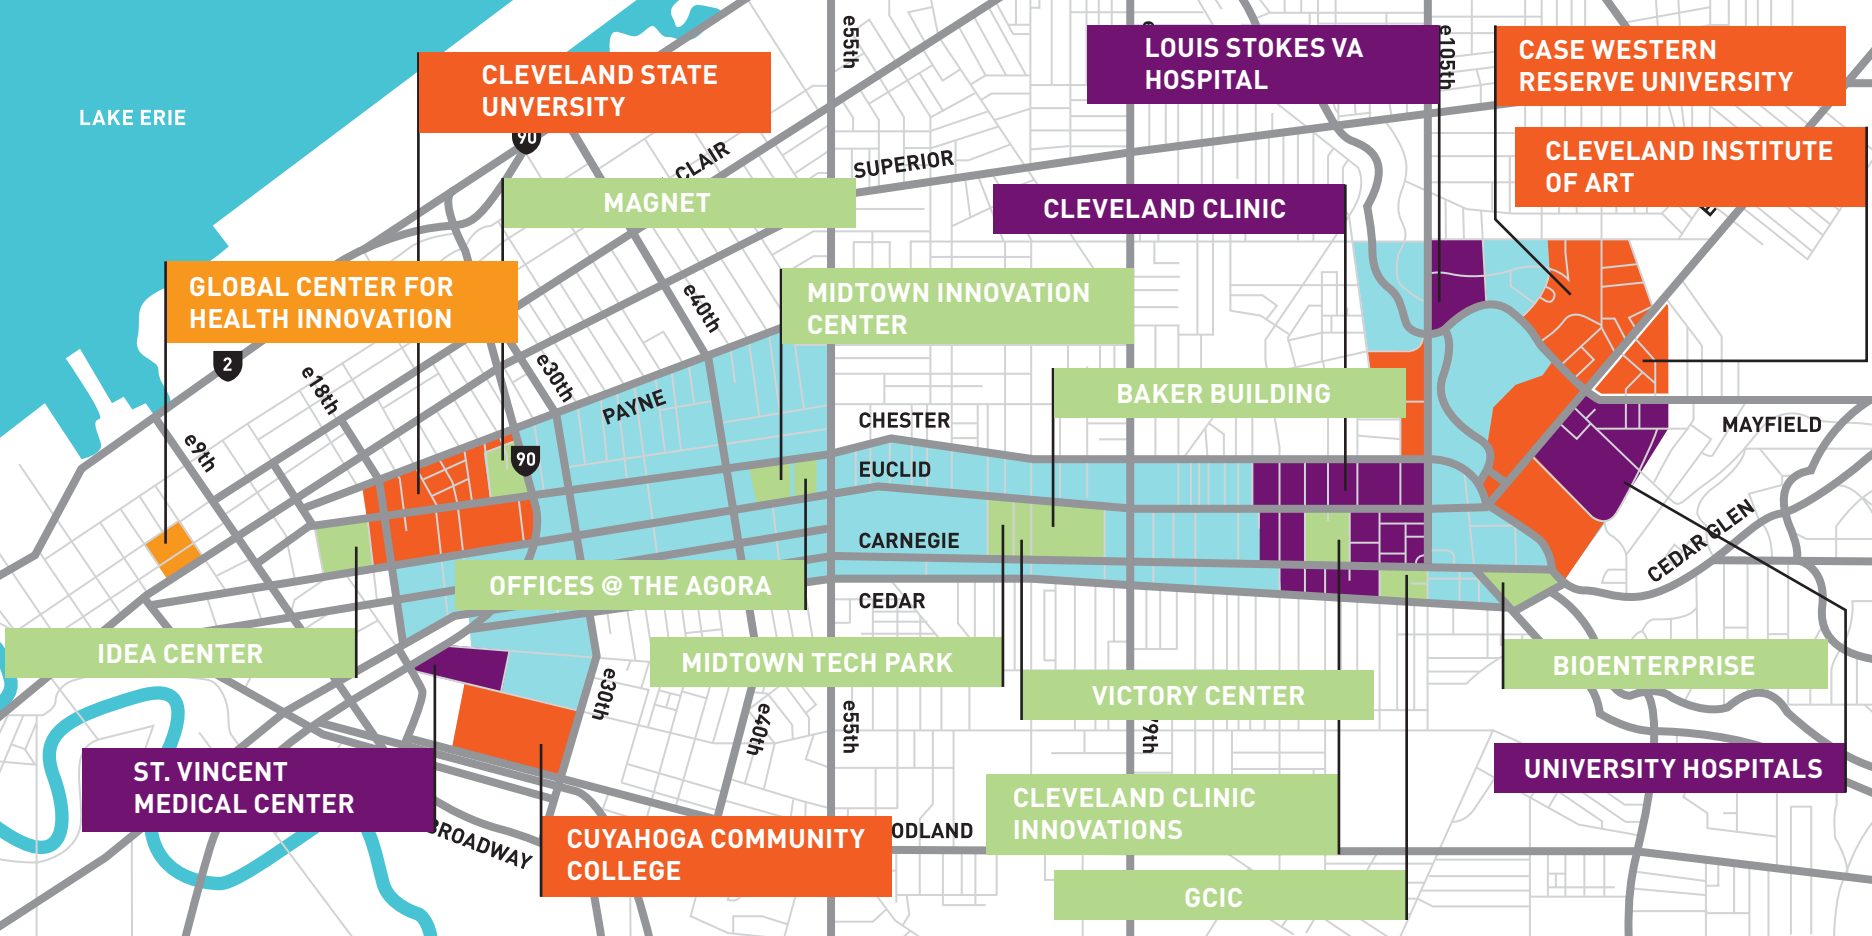 LAKE ERIE
CLEVELAND STATE
UNVERSITY
90
CLAIR
MAGNET
e55th
SUPERIOR
LOUIS STOKES VA
HOSPITAL
e105th
CASE WESTERN
RESERVE UNIVERSITY
CLEVELAND INSTITUTE
OF ART
CLEVELAND CLINIC
GLOBAL CENTER FOR
HEALTH INNOVATION
2
e9th
e18th
e30th
e40th
PAYNE
90
MIDTOWN INNOVATION
CENTER
BAKER BUILDING
CHESTER
EUCLID
CARNEGIE
CEDAR
MAYFIELD
CEDAR GLEN
OFFICES @ THE AGORA
IDEA CENTER
MIDTOWN TECH PARK
VICTORY CENTER
BIOENTERPRISE
e30th
e40th
e55th
9th
ST. VINCENT
MEDICAL CENTER
BROADWAY
CUYAHOGA COMMUNITY
COLLEGE
ODLAND
CLEVELAND CLINIC
INNOVATIONS
UNIVERSITY HOSPITALS
GCIC